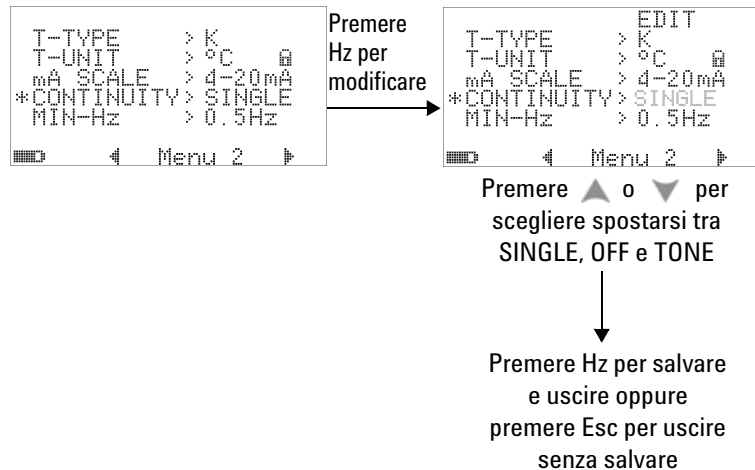 T-TYPE > K
T-UNIT > °C
mA SCALE > 4-20mA
*CONTINUITY> SINGLE
MIN-Hz > 0.5Hz
Menu 2
Premere
Hz per
modificare
EDIT
T-TYPE > K
T-UNIT > °C
mA SCALE > 4-20mA
*CONTINUITY> SINGLE
MIN-Hz > 0.5Hz
Menu 2
Premere o per
scegliere spostarsi tra
SINGLE, OFF e TONE
Premere Hz per salvare
e uscire oppure
premere Esc per uscire
senza salvare